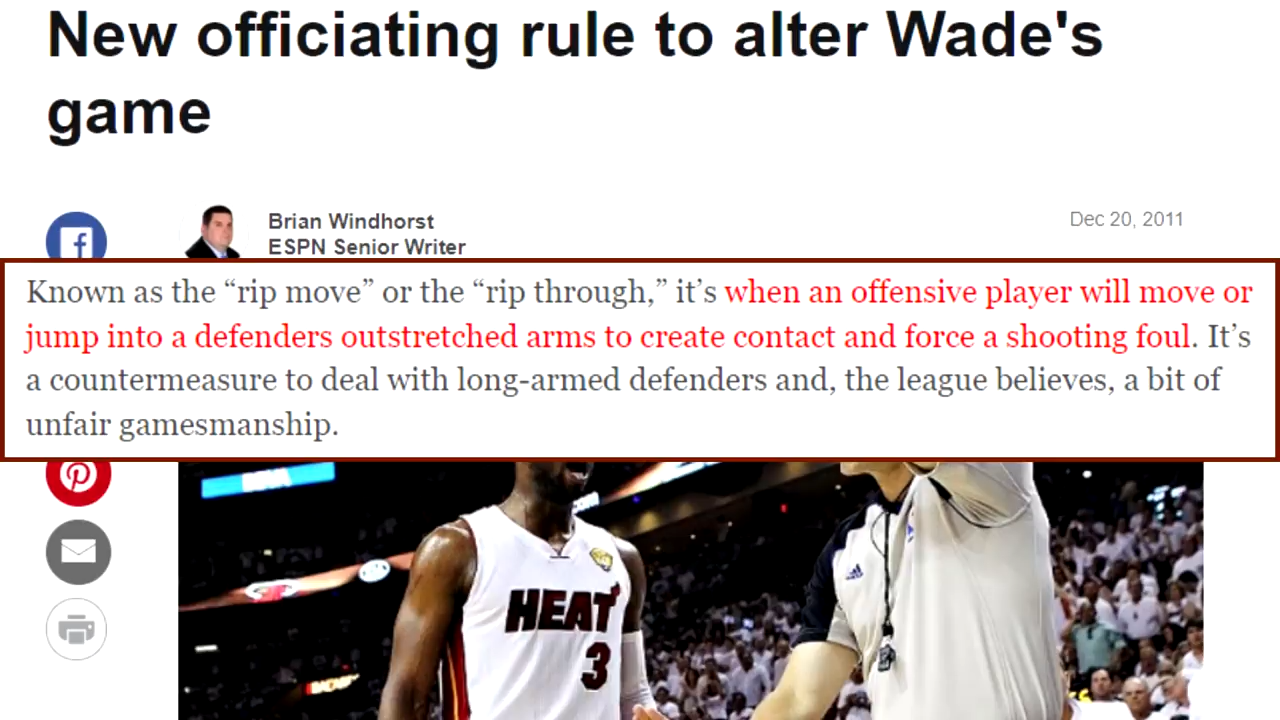 New officiating rule to alter Wade's
game
Brian Windhorst
ESPN Senior Writer
Dec 20, 2011
Known as the “rip move” or the “rip through,” it’s when an offensive player will move or
jump into a defenders outstretched arms to create contact and force a shooting foul. It’s
a countermeasure to deal with long-armed defenders and, the league believes, a bit of
unfair gamesmanship.
HEAT
3